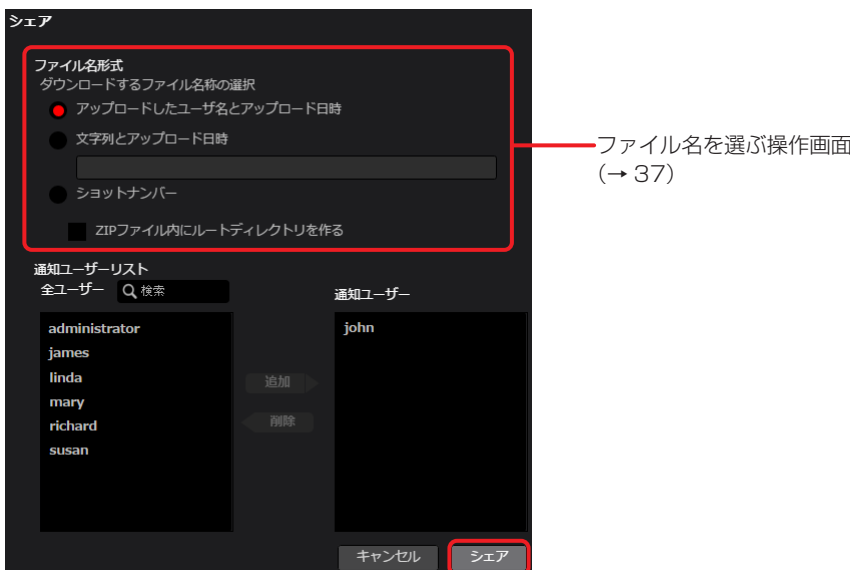 シェア
ファイル名形式
ダウンロードするファイル名称の選択
アップロードしたユーザ名とアップロード日時
文字列とアップロード日時
ショットナンバー
ZIPファイル内にルートディレクトリを作る
ファイル名を選ぶ操作画面
(→ 37)
通知ユーザーリスト
全ユーザー 検索
通知ユーザー
administrator
james
linda
mary
richard
susan
追加
削除
john
キャンセル シェア